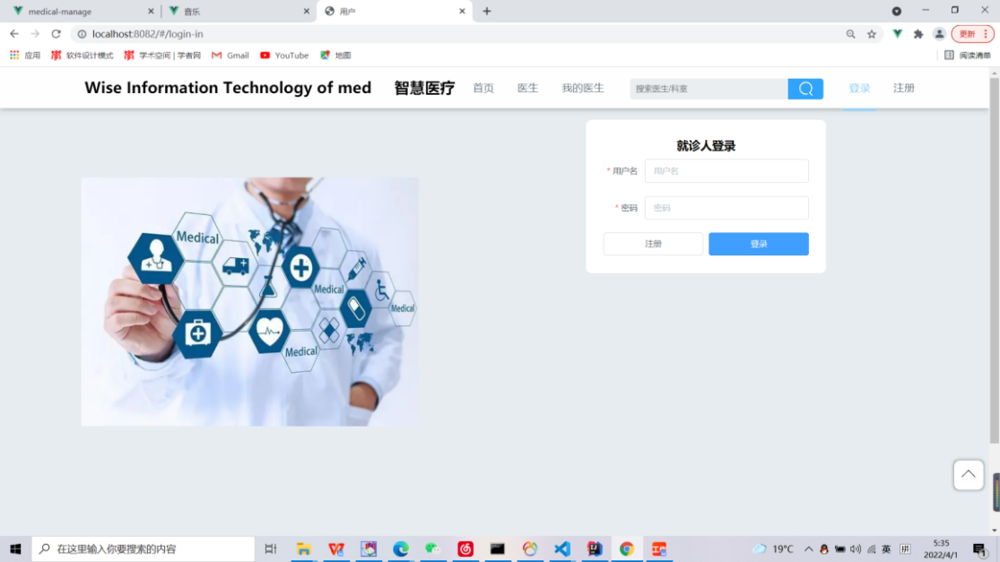 medical-manage
音乐
用户
localhost:8082/#/login-in
更新
应用
软件设计模式
学术空间 | 学者网
Gmail
YouTube
地图
阅读清单
Wise Information Technology of med
智慧医疗
首页
医生
我的医生
搜索医生/科室
登录
注册
就诊人登录
* 用户名
用户名
* 密码
密码
注册
登录
Medical
Medical
Medical
Medical
在这里输入你要搜索的内容
19°C
英
拼
5:35
2022/4/1
1